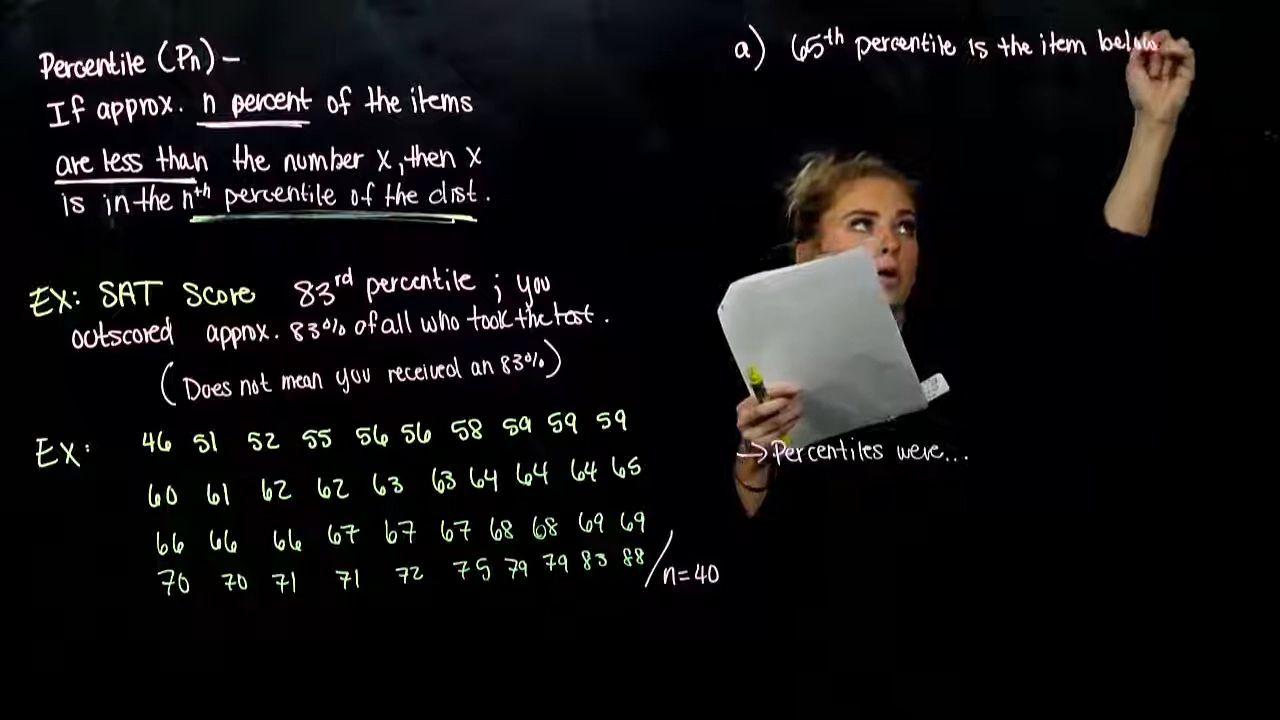 Percentile (Pn) –
If approx. n percent of the items
are less than the number x, then x
is in the nth percentile of the dist.
EX: SAT Score 83rd percentile ; you
outscored approx. 83% of all who took the test.
(Does not mean you received an 83%)
Ex: 46 51 52 55 56 56 58 59 59 59
60 61 62 62 63 63 64 64 64 65
66 66 66 67 67 67 68 68 69 69
70 70 71 71 72 75 79 79 83 88 / n=40
a) 65th percentile is the item below
→ Percentiles were...